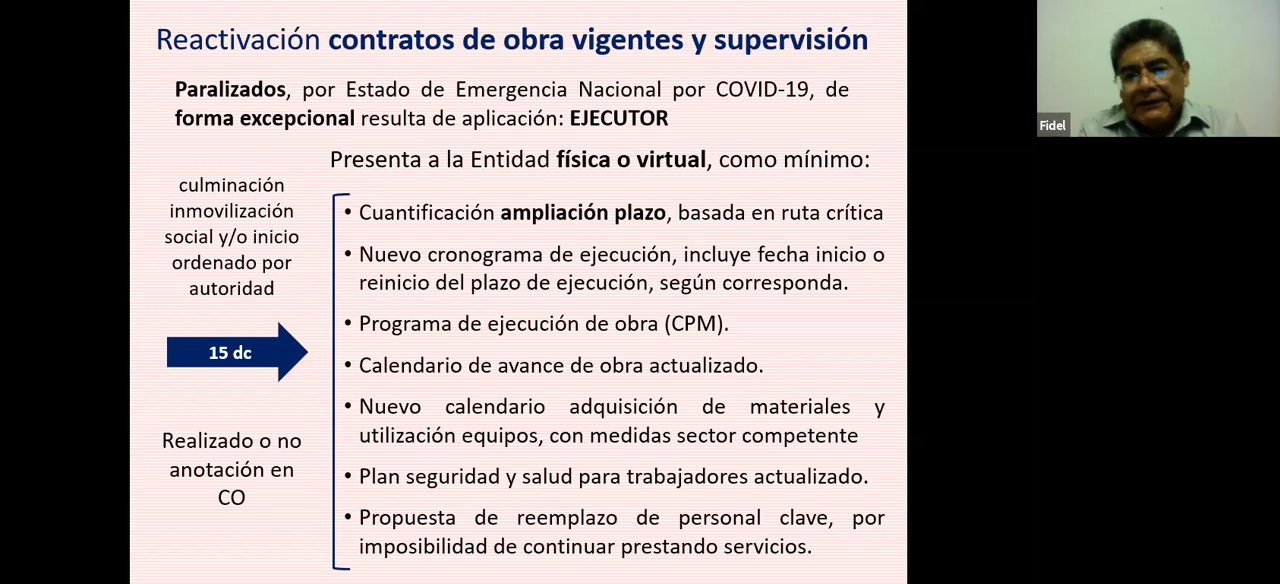 Reactivación contratos de obra vigentes y supervisión
Paralizados, por Estado de Emergencia Nacional por COVID-19, de
forma excepcional resulta de aplicación: EJECUTOR
Presenta a la Entidad física o virtual, como mínimo:
culminación
inmovilización
social y/o inicio
ordenado por
autoridad
15 dc
Realizado o no
anotación en
CO
• Cuantificación ampliación plazo, basada en ruta crítica
• Nuevo cronograma de ejecución, incluye fecha inicio o
reinicio del plazo de ejecución, según corresponda.
• Programa de ejecución de obra (CPM).
• Calendario de avance de obra actualizado.
• Nuevo calendario adquisición de materiales y
utilización equipos, con medidas sector competente
• Plan seguridad y salud para trabajadores actualizado.
• Propuesta de reemplazo de personal clave, por
imposibilidad de continuar prestando servicios.
Fidel